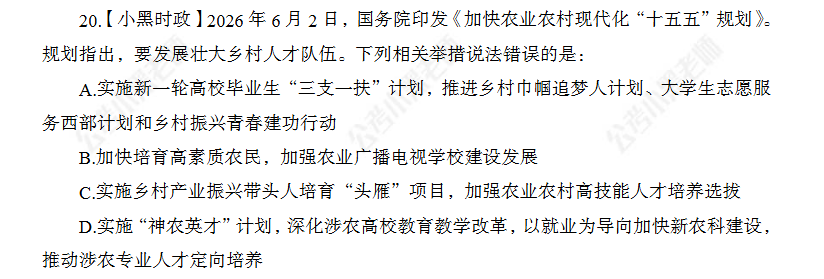 20.【小黑时政】2026 年 6 月 2 日，国务院印发《加快农业农村现代化“十五五”规划》。
规划指出，要发展壮大乡村人才队伍。下列相关举措说法错误的是：
A.实施新一轮高校毕业生“三支一扶”计划，推进乡村巾帼追梦人计划、大学生志愿服
务西部计划和乡村振兴青春建功行动
B.加快培育高素质农民，加强农业广播电视学校建设发展
C.实施乡村产业振兴带头人培育“头雁”项目，加强农业农村高技能人才培养选拔
D.实施“神农英才”计划，深化涉农高校教育教学改革，以就业为导向加快新农科建设，
推动涉农专业人才定向培养